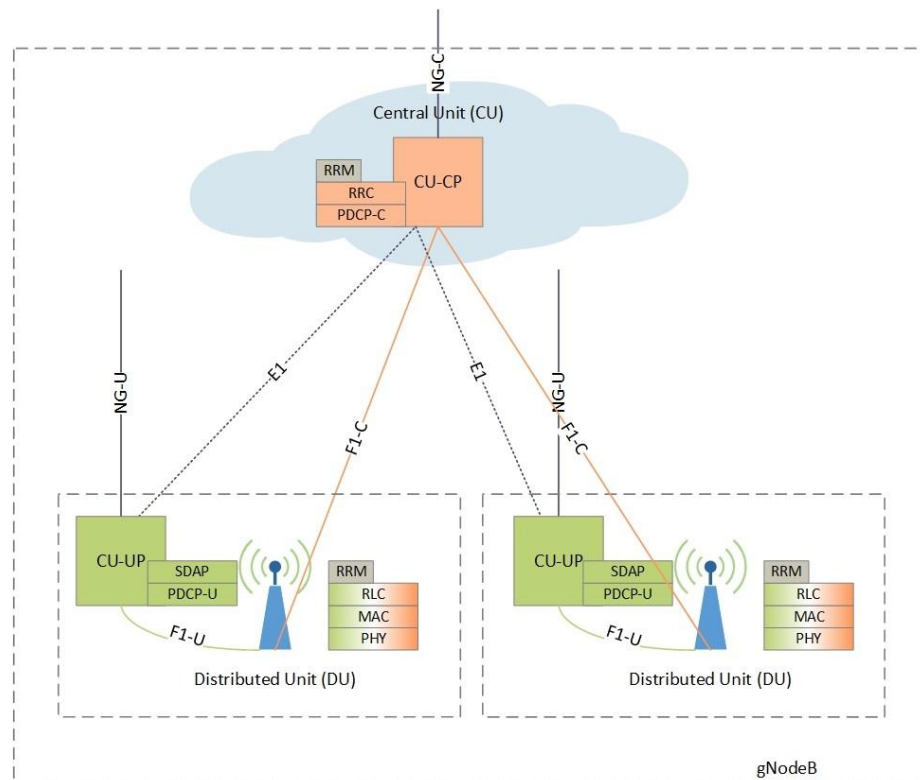 NG-C
Central Unit (CU)
CU-CP
RRM
RRC
PDCP-C
NG-U
E1
F1-C
E1
NG-U
F1-C
CU-UP
SDAP
PDCP-U
F1-U
RRM
RLC
MAC
PHY
Distributed Unit (DU)
CU-UP
SDAP
PDCP-U
F1-U
RRM
RLC
MAC
PHY
Distributed Unit (DU)
gNodeB